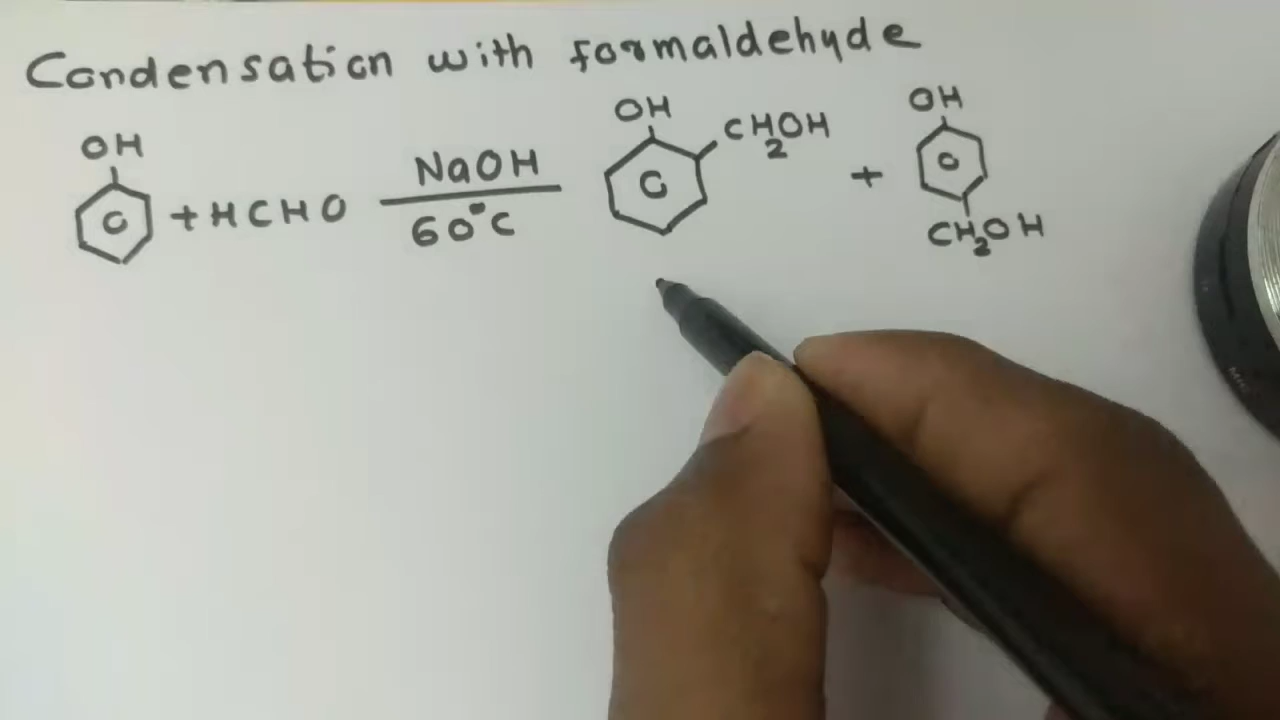 Condensation with formaldehyde
OH
+ HCHO
NaOH
60°C
OH
CH2OH
+
OH
CH2OH